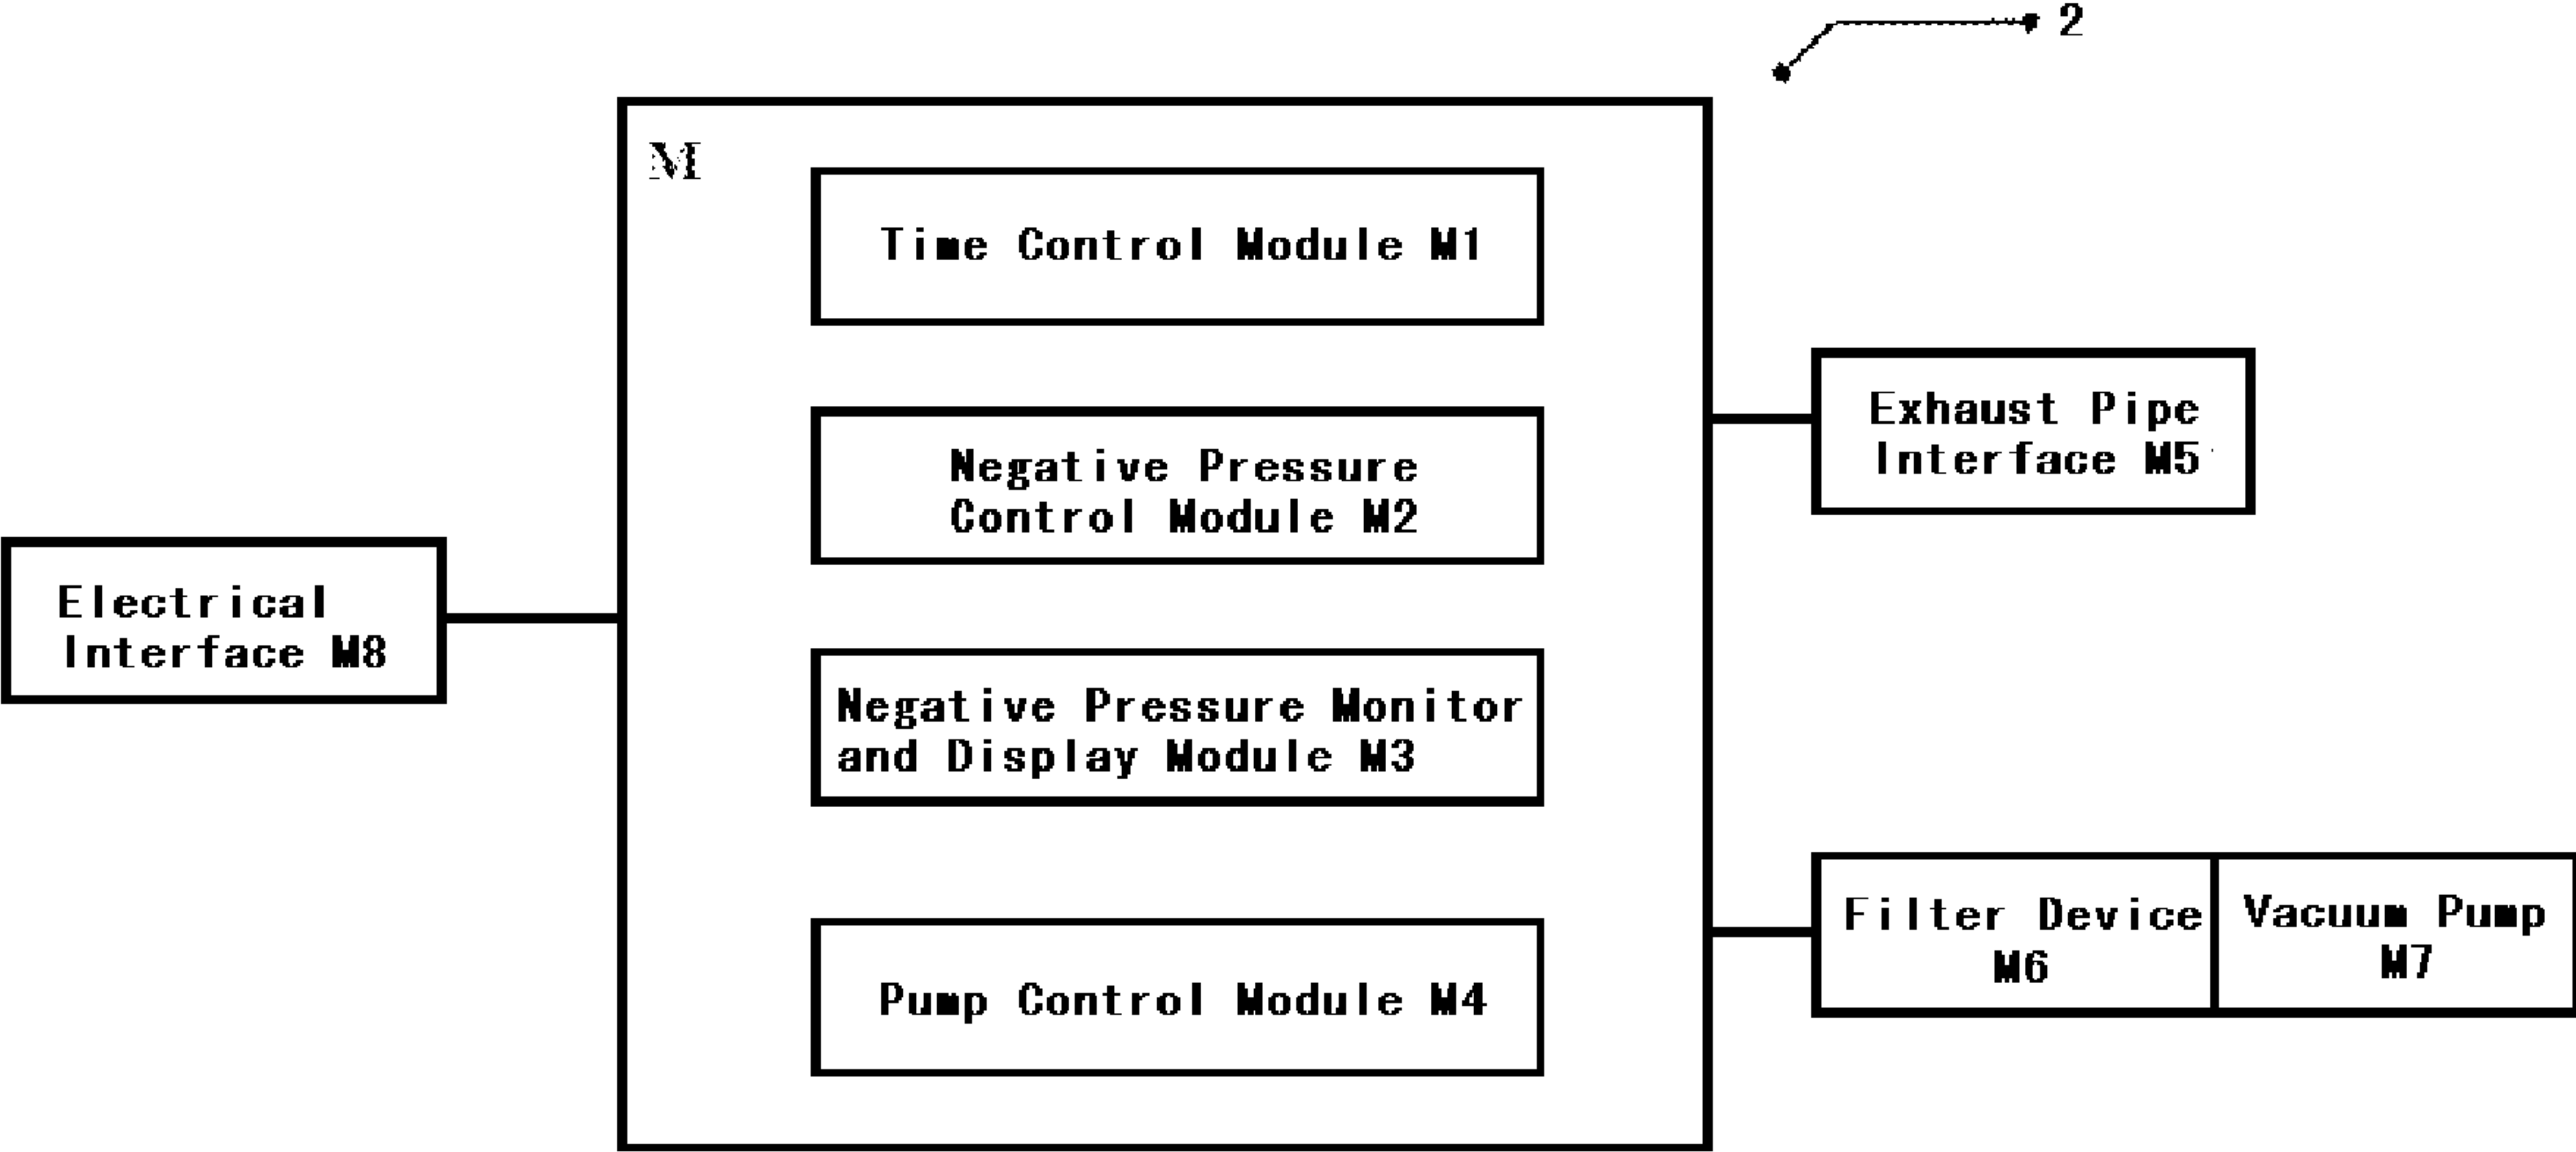 2
M
Time Control Module M1
Negative Pressure
Control Module M2
Negative Pressure Monitor
and Display Module M3
Pump Control Module M4
Electrical
Interface M8
Exhaust Pipe
Interface M5
Filter Device
M6
Vacuum Pump
M7